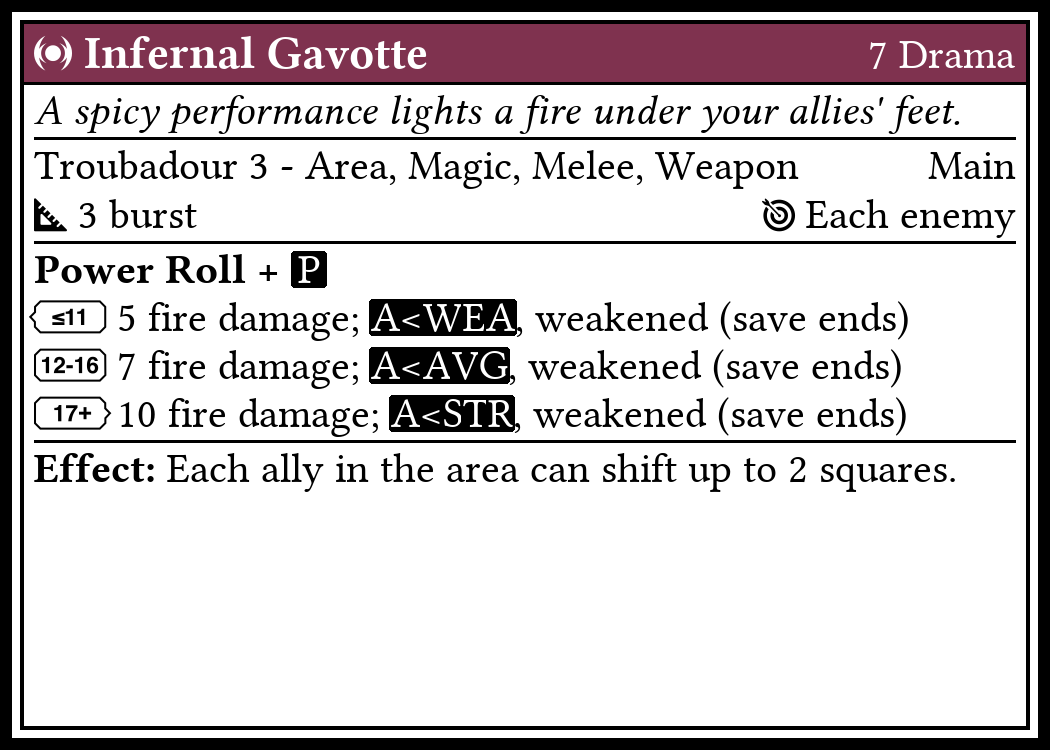 Infernal Gavotte 7 Drama
A spicy performance lights a fire under your allies' feet.
Troubadour 3 - Area, Magic, Melee, Weapon Main
3 burst Each enemy
Power Roll + P
≤11 5 fire damage; A<WEA, weakened (save ends)
12-16 7 fire damage; A<AVG, weakened (save ends)
17+ 10 fire damage; A<STR, weakened (save ends)
Effect: Each ally in the area can shift up to 2 squares.